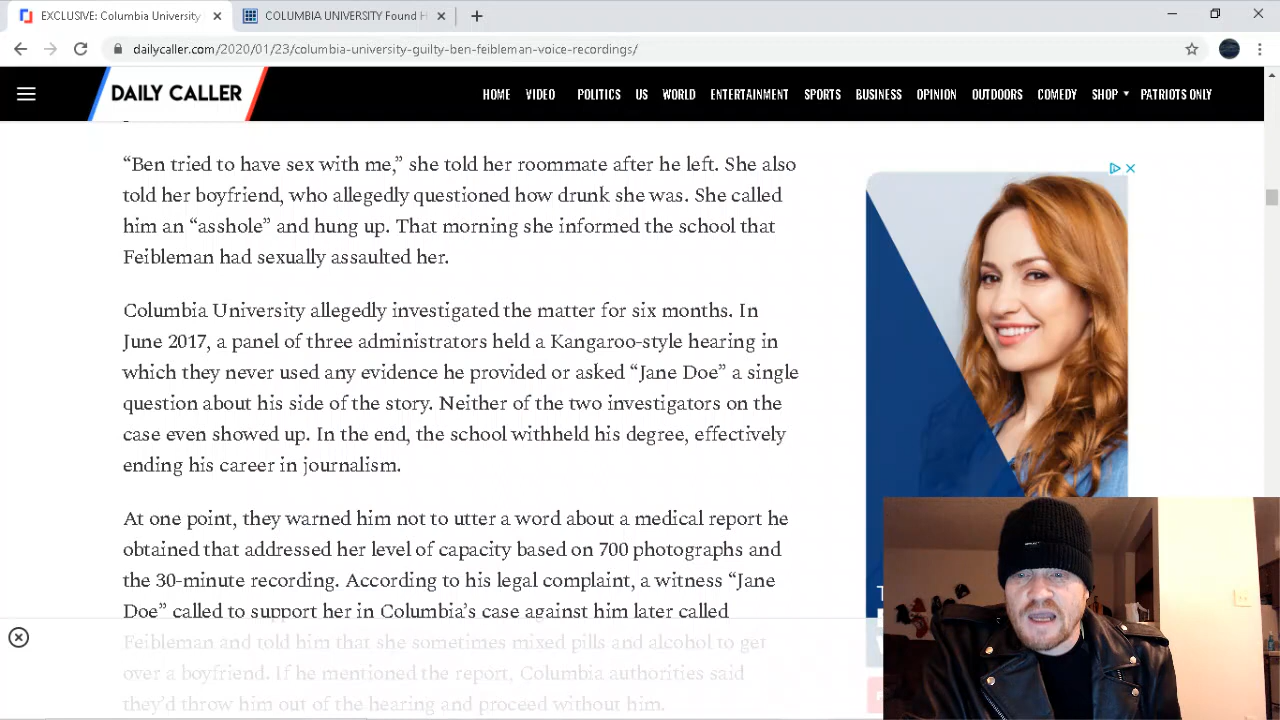 EXCLUSIVE: Columbia University
COLUMBIA UNIVERSITY Found H
dailycaller.com/2020/01/23/columbia-university-guilty-ben-feibleman-voice-recordings/
DAILY CALLER
HOME VIDEO POLITICS US WORLD ENTERTAINMENT SPORTS BUSINESS OPINION OUTDOORS COMEDY SHOP PATRIOTS ONLY
“Ben tried to have sex with me,” she told her roommate after he left. She also
told her boyfriend, who allegedly questioned how drunk she was. She called
him an “asshole” and hung up. That morning she informed the school that
Feibleman had sexually assaulted her.
Columbia University allegedly investigated the matter for six months. In
June 2017, a panel of three administrators held a Kangaroo-style hearing in
which they never used any evidence he provided or asked “Jane Doe” a single
question about his side of the story. Neither of the two investigators on the
case even showed up. In the end, the school withheld his degree, effectively
ending his career in journalism.
At one point, they warned him not to utter a word about a medical report he
obtained that addressed her level of capacity based on 700 photographs and
the 30-minute recording. According to his legal complaint, a witness “Jane
Doe” called to support her in Columbia’s case against him later called
Feibleman and told him that she sometimes mixed pills and alcohol to get
over a boyfriend. If he mentioned the report, Columbia authorities said
they’d throw him out of the hearing and proceed without him.